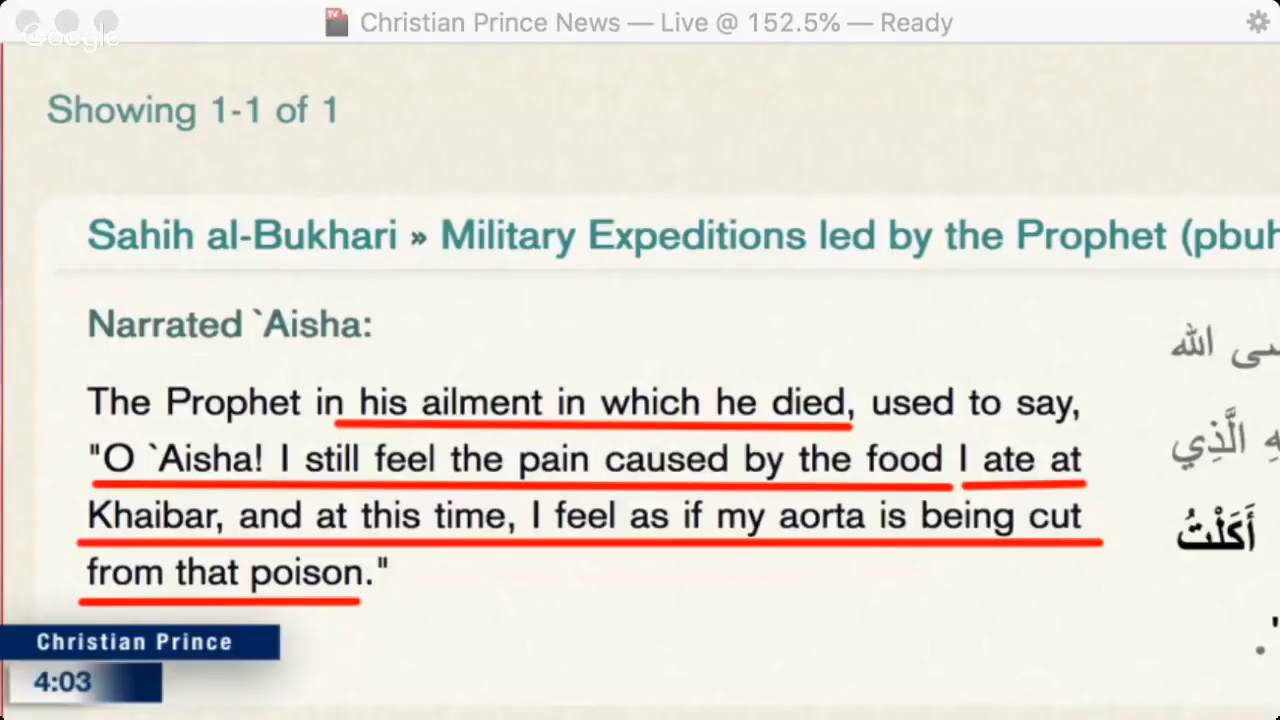 Christian Prince News — Live @ 152.5% — Ready
Google
Showing 1-1 of 1
Sahih al-Bukhari » Military Expeditions led by the Prophet (pbuh
Narrated `Aisha:
The Prophet in his ailment in which he died, used to say,
"O `Aisha! I still feel the pain caused by the food I ate at
Khaibar, and at this time, I feel as if my aorta is being cut
from that poison."
ـى الله
ـهِ الَّذِي
أَكَلْتُ
".
Christian Prince
4:03